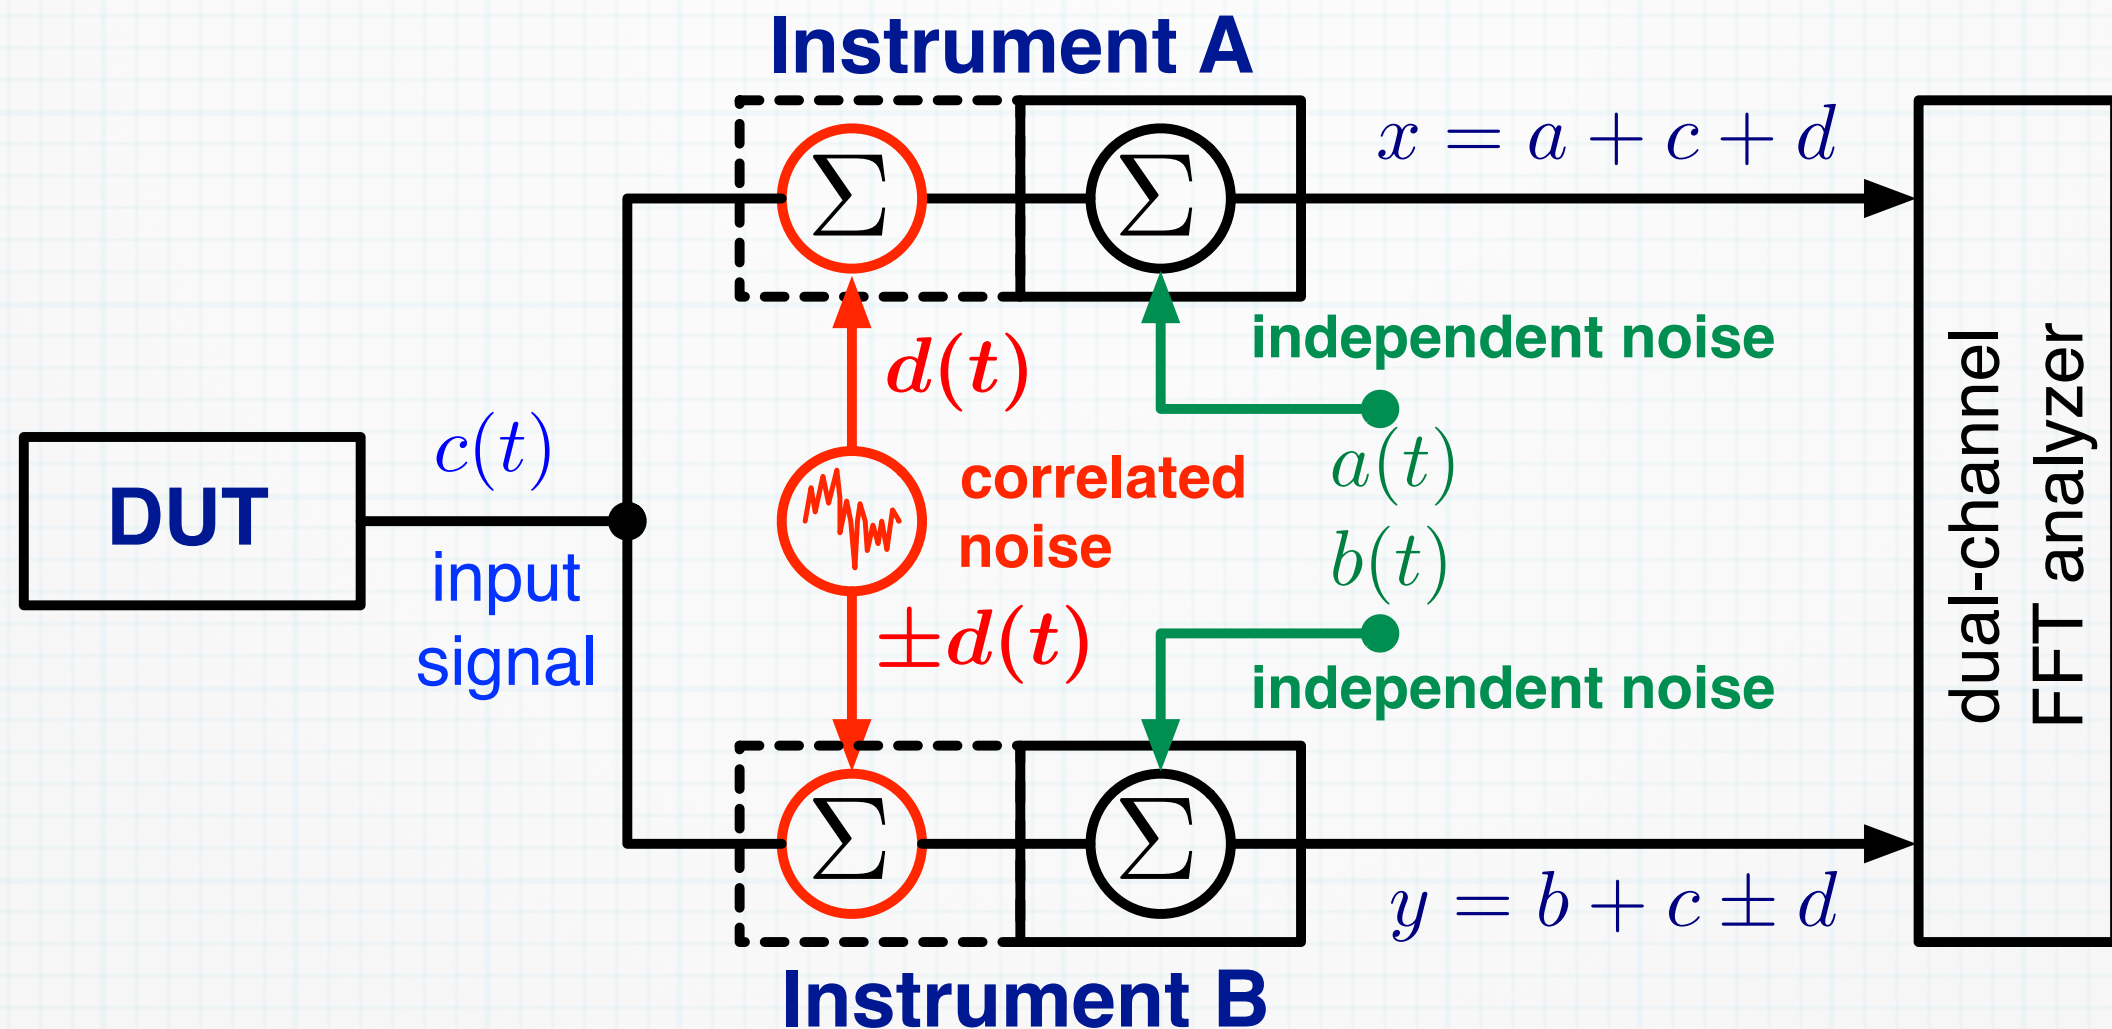 Instrument A
Σ
Σ
x = a + c + d
d(t)
independent noise
c(t)
DUT
input
signal
correlated
noise
a(t)
b(t)
±d(t)
independent noise
dual-channel
FFT analyzer
Σ
Σ
y = b + c ± d
Instrument B